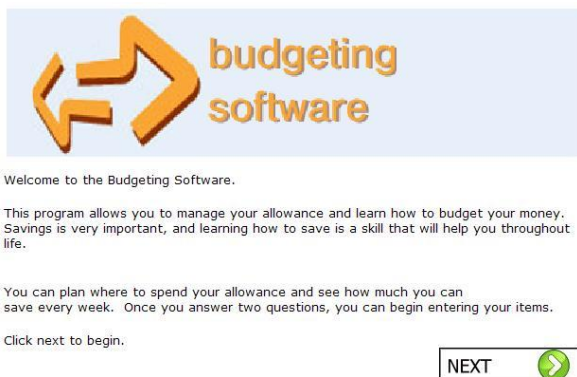 budgeting
software
Welcome to the Budgeting Software.
This program allows you to manage your allowance and learn how to budget your money.
Savings is very important, and learning how to save is a skill that will help you throughout
life.
You can plan where to spend your allowance and see how much you can
save every week.  Once you answer two questions, you can begin entering your items.
Click next to begin.
NEXT